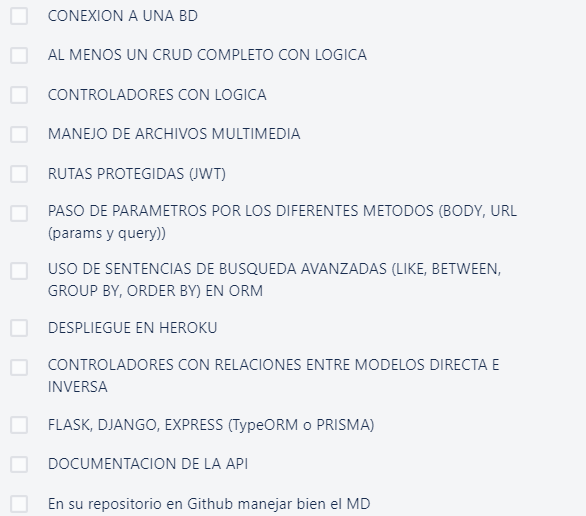 CONEXION A UNA BD
AL MENOS UN CRUD COMPLETO CON LOGICA
CONTROLADORES CON LOGICA
MANEJO DE ARCHIVOS MULTIMEDIA
RUTAS PROTEGIDAS (JWT)
PASO DE PARAMETROS POR LOS DIFERENTES METODOS (BODY, URL
(params y query))
USO DE SENTENCIAS DE BUSQUEDA AVANZADAS (LIKE, BETWEEN,
GROUP BY, ORDER BY) EN ORM
DESPLIEGUE EN HEROKU
CONTROLADORES CON RELACIONES ENTRE MODELOS DIRECTA E
INVERSA
FLASK, DJANGO, EXPRESS (TypeORM o PRISMA)
DOCUMENTACION DE LA API
En su repositorio en Github manejar bien el MD